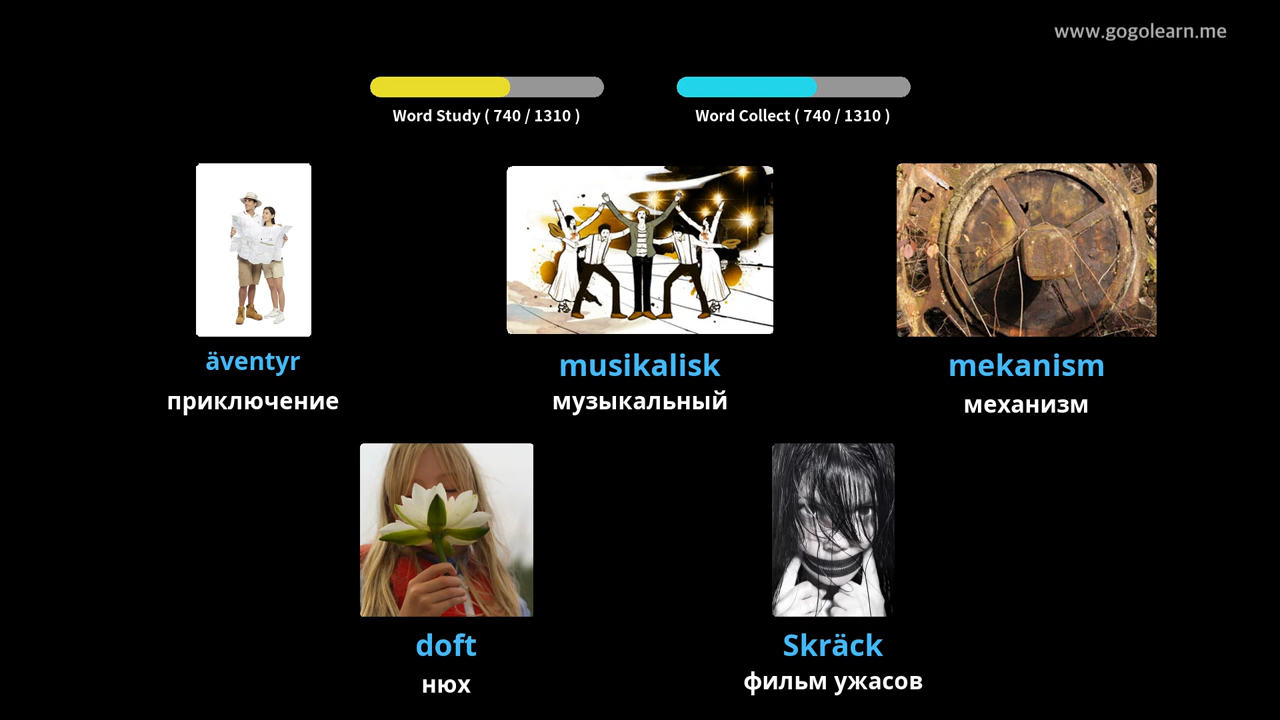 www.gogolearn.me
Word Study ( 740 / 1310 )
Word Collect ( 740 / 1310 )
äventyr
приключение
musikalisk
музыкальный
mekanism
механизм
doft
нюх
Skräck
фильм ужасов